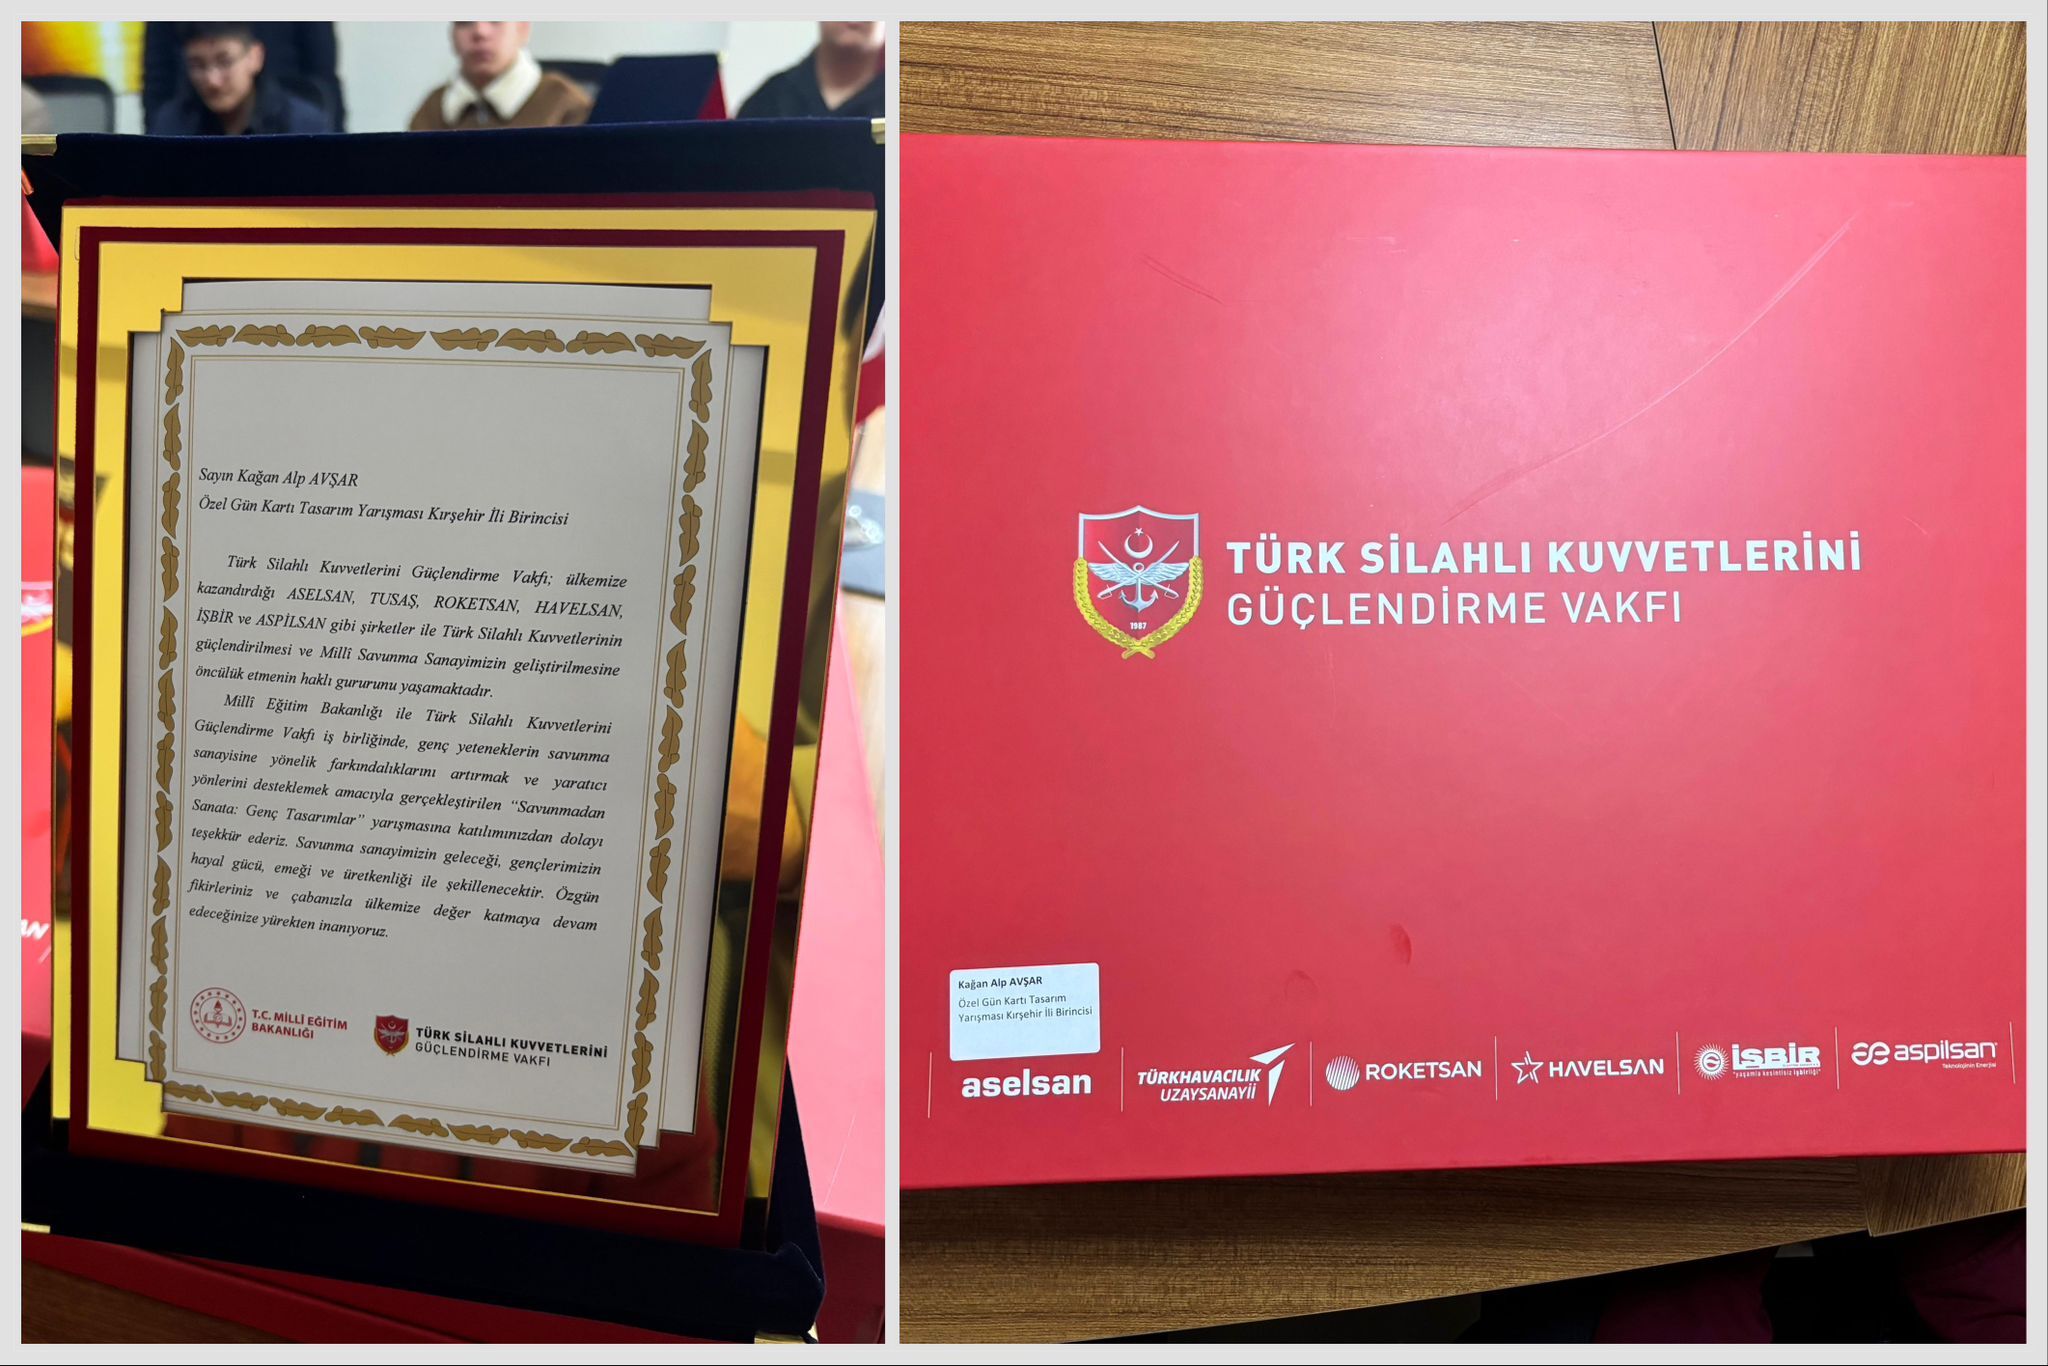 Sayın Kağan Alp AVŞAR
Özel Gün Kartı Tasarım Yarışması Kırşehir İli Birincisi
Türk Silahlı Kuvvetlerini Güçlendirme Vakfı; ülkemize
kazandırdığı ASELSAN, TUSAŞ, ROKETSAN, HAVELSAN,
İŞBİR ve ASPİLSAN gibi şirketler ile Türk Silahlı Kuvvetlerinin
güçlendirilmesi ve Millî Savunma Sanayimizin geliştirilmesine
öncülük etmenin haklı gururunu yaşamaktadır.
Millî Eğitim Bakanlığı ile Türk Silahlı Kuvvetlerini
Güçlendirme Vakfı iş birliğinde, genç yeteneklerin savunma
sanayisine yönelik farkındalıklarını artırmak ve yaratıcı
yönlerini desteklemek amacıyla gerçekleştirilen “Savunmadan
Sanata: Genç Tasarımlar” yarışmasına katılımınızdan dolayı
teşekkür ederiz. Savunma sanayimizin geleceği, gençlerimizin
hayal gücü, emeği ve üretkenliği ile şekillenecektir. Özgün
fikirleriniz ve çabanızla ülkemize değer katmaya devam
edeceğinize yürekten inanıyoruz.
T.C. MİLLÎ EĞİTİM
BAKANLIĞI
TÜRK SİLAHLI KUVVETLERİNİ
GÜÇLENDİRME VAKFI
TÜRK SİLAHLI KUVVETLERİNİ
GÜÇLENDİRME VAKFI
1987
Kağan Alp AVŞAR
Özel Gün Kartı Tasarım
Yarışması Kırşehir İli Birincisi
aselsan
TÜRKHAVACILIK
UZAYSANAYİİ
ROKETSAN
HAVELSAN
İŞBİR
"yaşamla kesintisiz işbirliği"
aspilsan
Teknolojinin Enerjisi